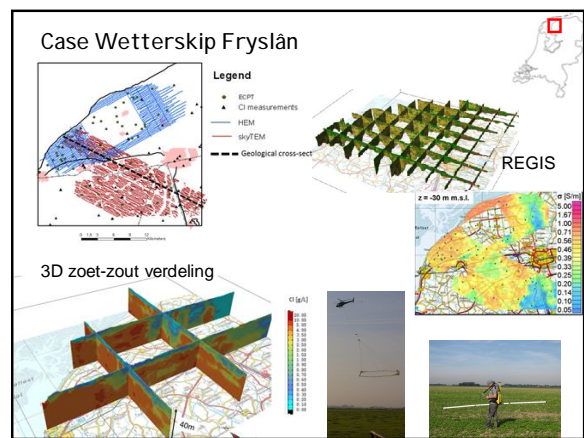 Case Wetterskip Fryslân
Legend
ECPT
Cl measurements
HEM
skyTEM
Geological cross-sect
REGIS
z = -30 m m.s.l.
σ [S/m]
5.00
1.67
1.00
0.71
0.56
0.46
0.39
0.33
0.25
0.20
0.14
0.10
0.05
3D zoet-zout verdeling
Cl [g/l]
40m